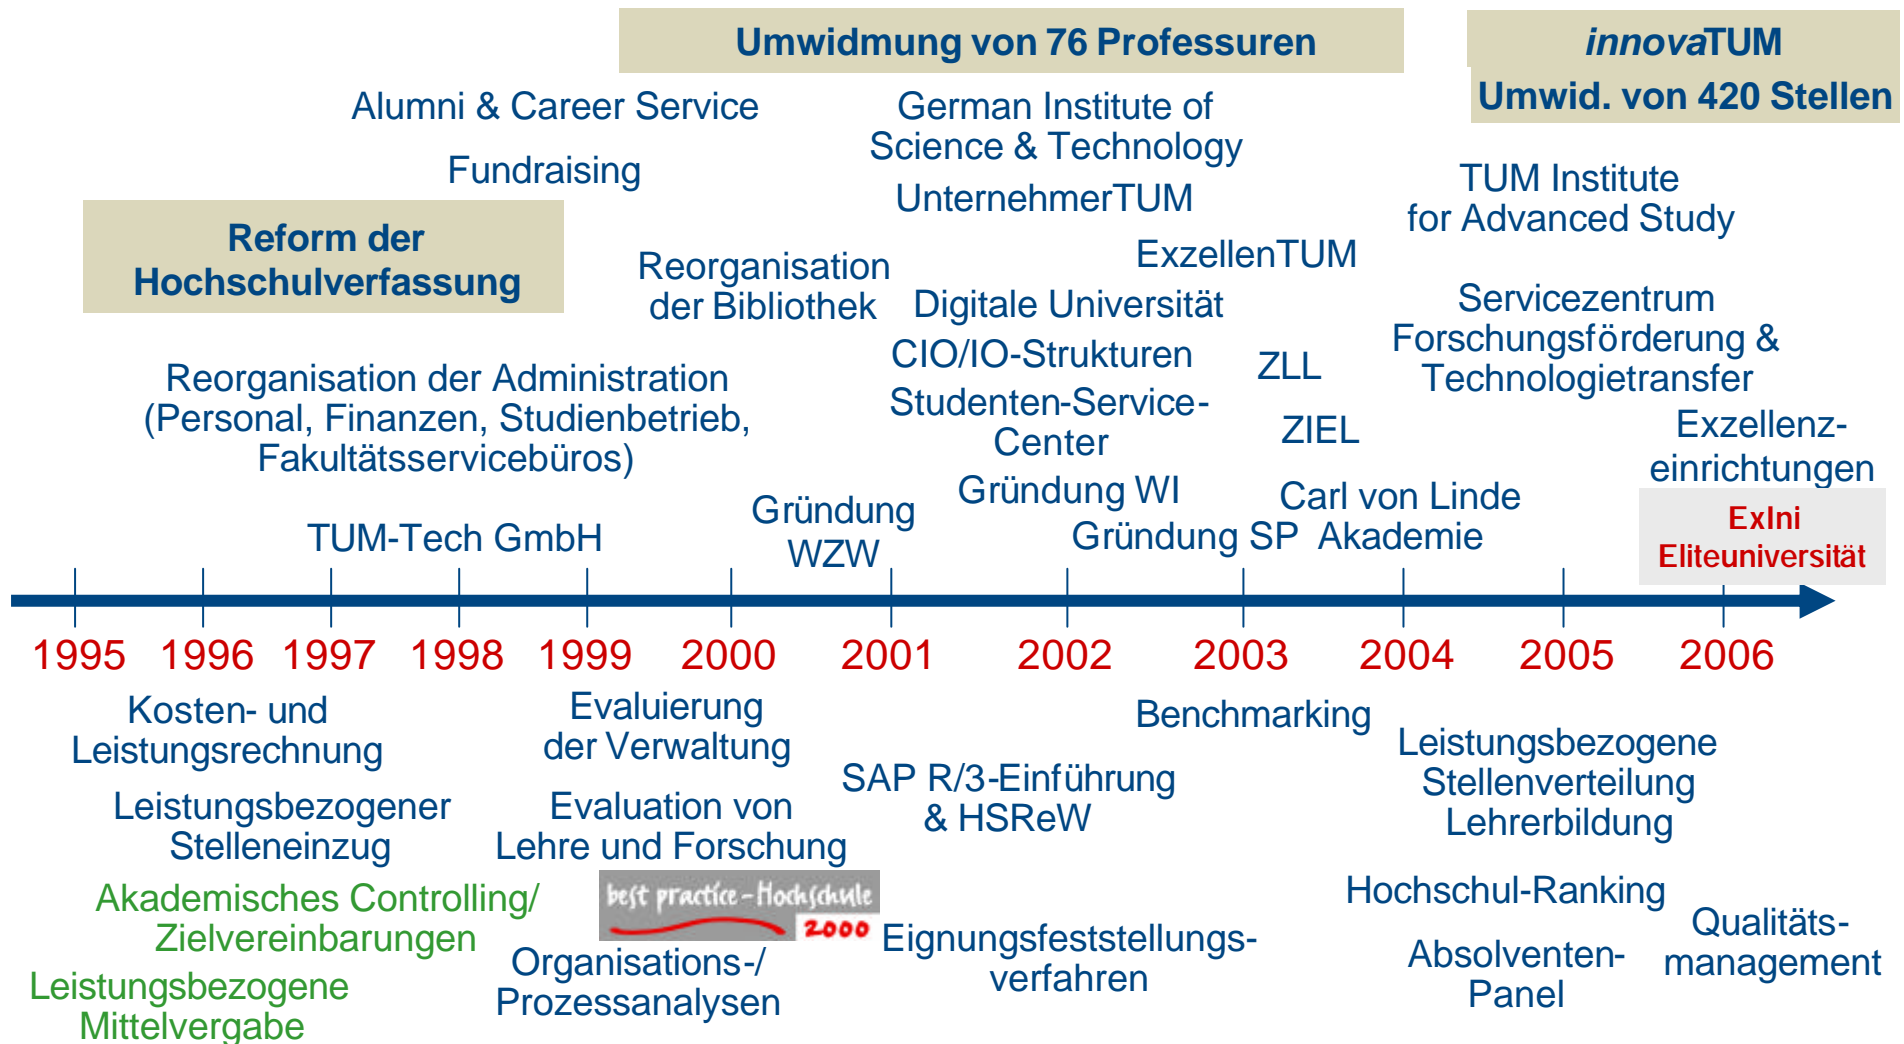 Umwidmung von 76 Professuren
innovaTUM
Umwid. von 420 Stellen
Alumni & Career Service
Fundraising
German Institute of
Science & Technology
UnternehmerTUM
TUM Institute
for Advanced Study
Reform der
Hochschulverfassung
Reorganisation
der Bibliothek
ExzellenTUM
Digitale Universität
CIO/IO-Strukturen
Studenten-Service-
Center
ZLL
ZIEL
Servicezentrum
Forschungsförderung &
Technologietransfer
Reorganisation der Administration
(Personal, Finanzen, Studienbetrieb,
Fakultätsservicebüros)
Exzellenz-
einrichtungen
ExIni
Eliteuniversität
TUM-Tech GmbH
Gründung
WZW
Gründung WI
Gründung SP
Carl von Linde
Akademie
1995 1996 1997 1998 1999 2000 2001 2002 2003 2004 2005 2006
Kosten- und
Leistungsrechnung
Evaluierung
der Verwaltung
Benchmarking
Leistungsbezogene
Stellenverteilung
Lehrerbildung
SAP R/3-Einführung
& HSReW
Leistungsbezogener
Stelleneinzug
Evaluation von
Lehre und Forschung
Akademisches Controlling/
Zielvereinbarungen
best practice-Hochschule
2000
Hochschul-Ranking
Qualitäts-
management
Eignungsfeststellungs-
verfahren
Organisations-/
Prozessanalysen
Absolventen-
Panel
Leistungsbezogene
Mittelvergabe